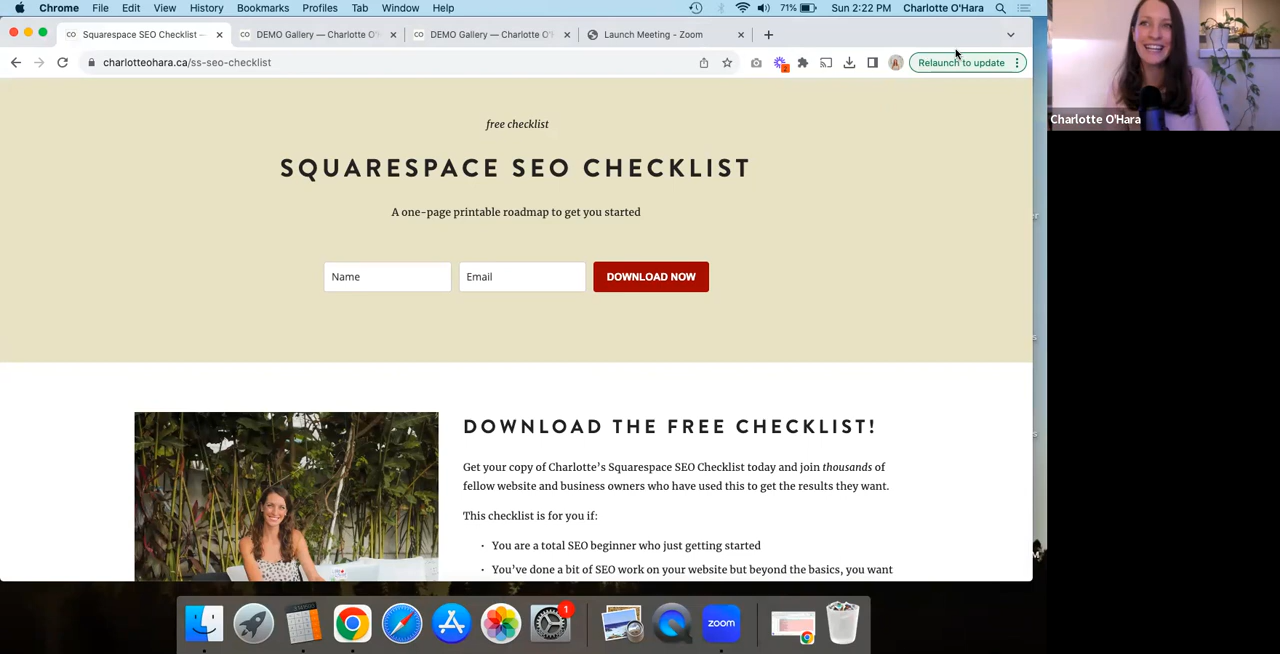 Chrome File Edit View History Bookmarks Profiles Tab Window Help 71% Sun 2:22 PM Charlotte O'Hara
CO Squarespace SEO Checklist — CO DEMO Gallery — Charlotte O' CO DEMO Gallery — Charlotte O' Launch Meeting - Zoom
charlotteohara.ca/ss-seo-checklist 2 Relaunch to update
Charlotte O'Hara
free checklist
SQUARESPACE SEO CHECKLIST
A one-page printable roadmap to get you started
Name Email DOWNLOAD NOW
DOWNLOAD THE FREE CHECKLIST!
Get your copy of Charlotte's Squarespace SEO Checklist today and join thousands of
fellow website and business owners who have used this to get the results they want.
This checklist is for you if:
• You are a total SEO beginner who just getting started
• You've done a bit of SEO work on your website but beyond the basics, you want
1
zoom